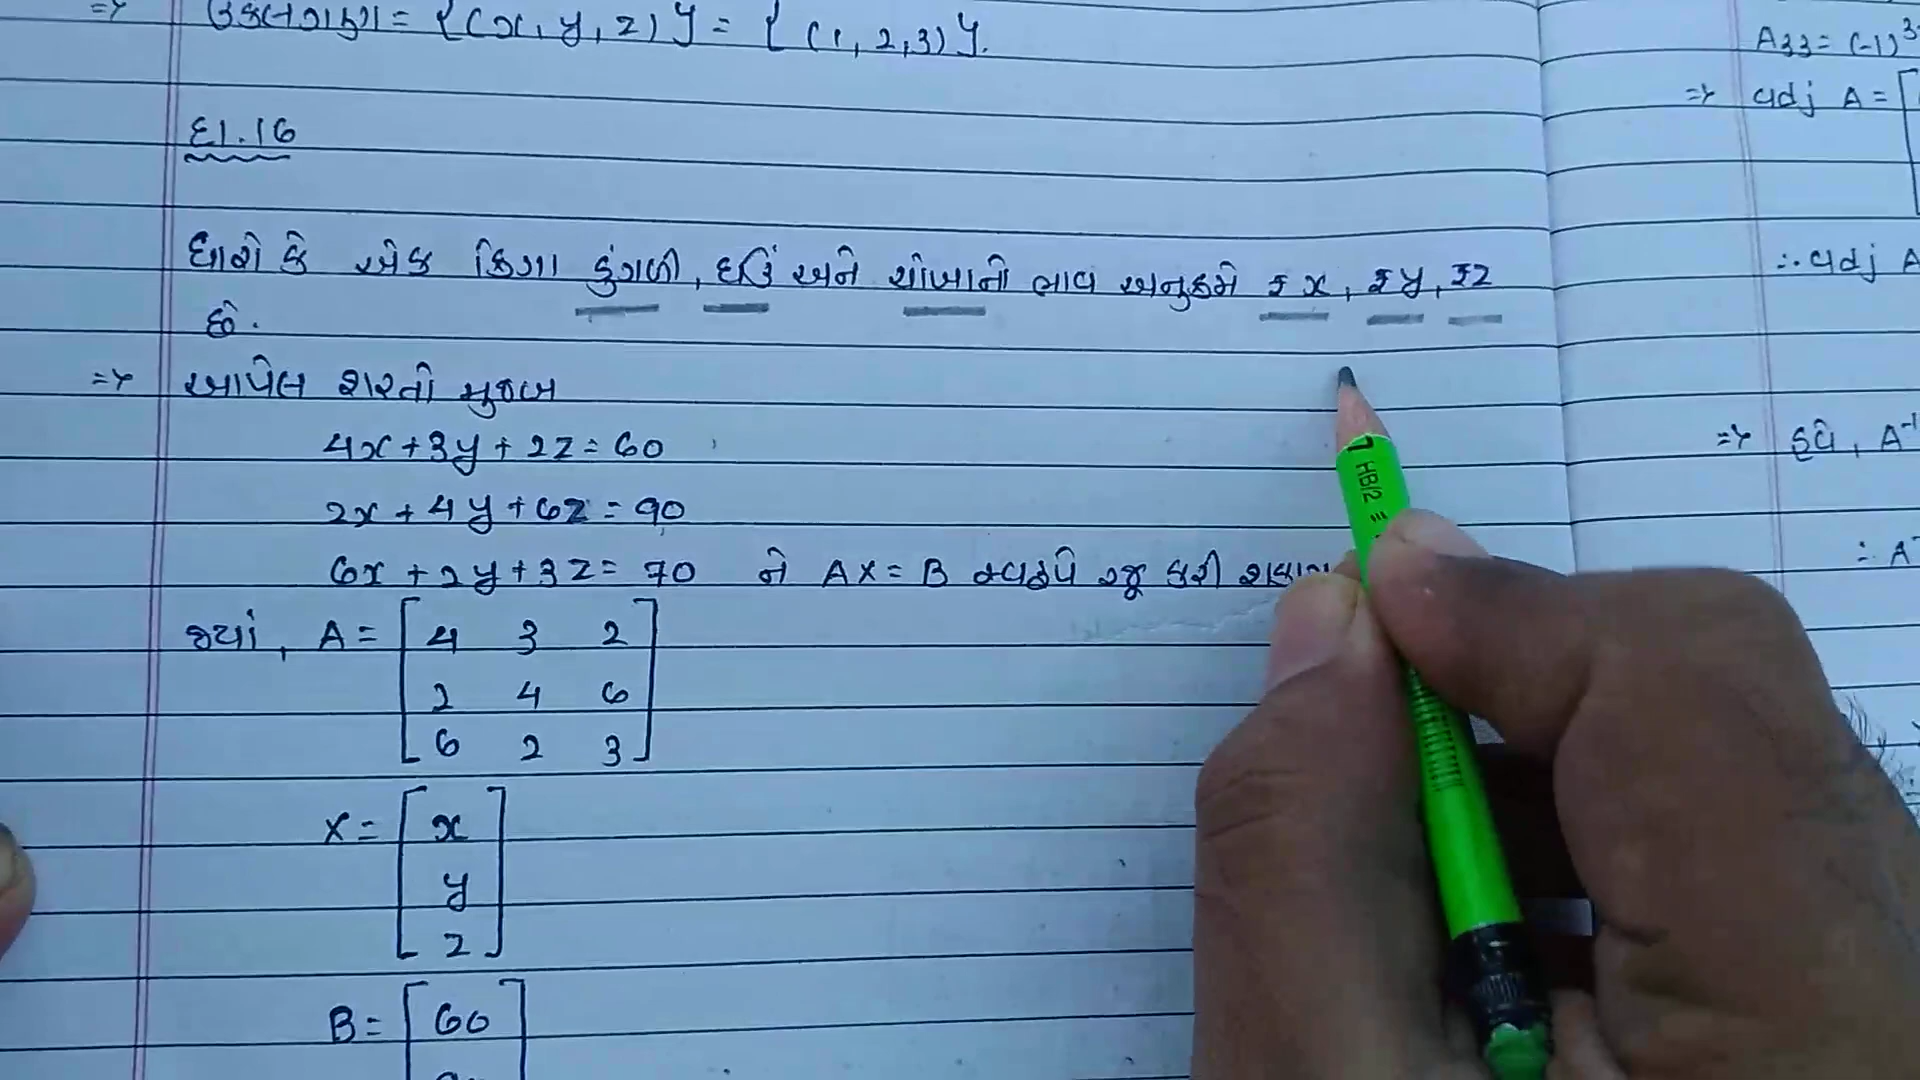 => ઉકેલગણ = {(x, y, z)} = { (1, 2, 3)}.
દા.16
ધારો કે એક કિગ્રા ડુંગળી, ઘઉં અને ચોખાનો ભાવ અનુક્રમે ₹ x, ₹ y, ₹ z
છે.
=> આપેલ શરતો મુજબ
4x + 3y + 2z = 60
2x + 4y + 6z = 90
6x + 2y + 3z = 70 ને AX = B સ્વરૂપે રજૂ કરી શકાય
જ્યાં, A = [4 3 2
2 4 6
6 2 3]
X = [x
y
z]
B = [60
A33 = (-1)3
=> adj A = [
∴ adj A
=> હવે, A-1
∴ A-
HB/2